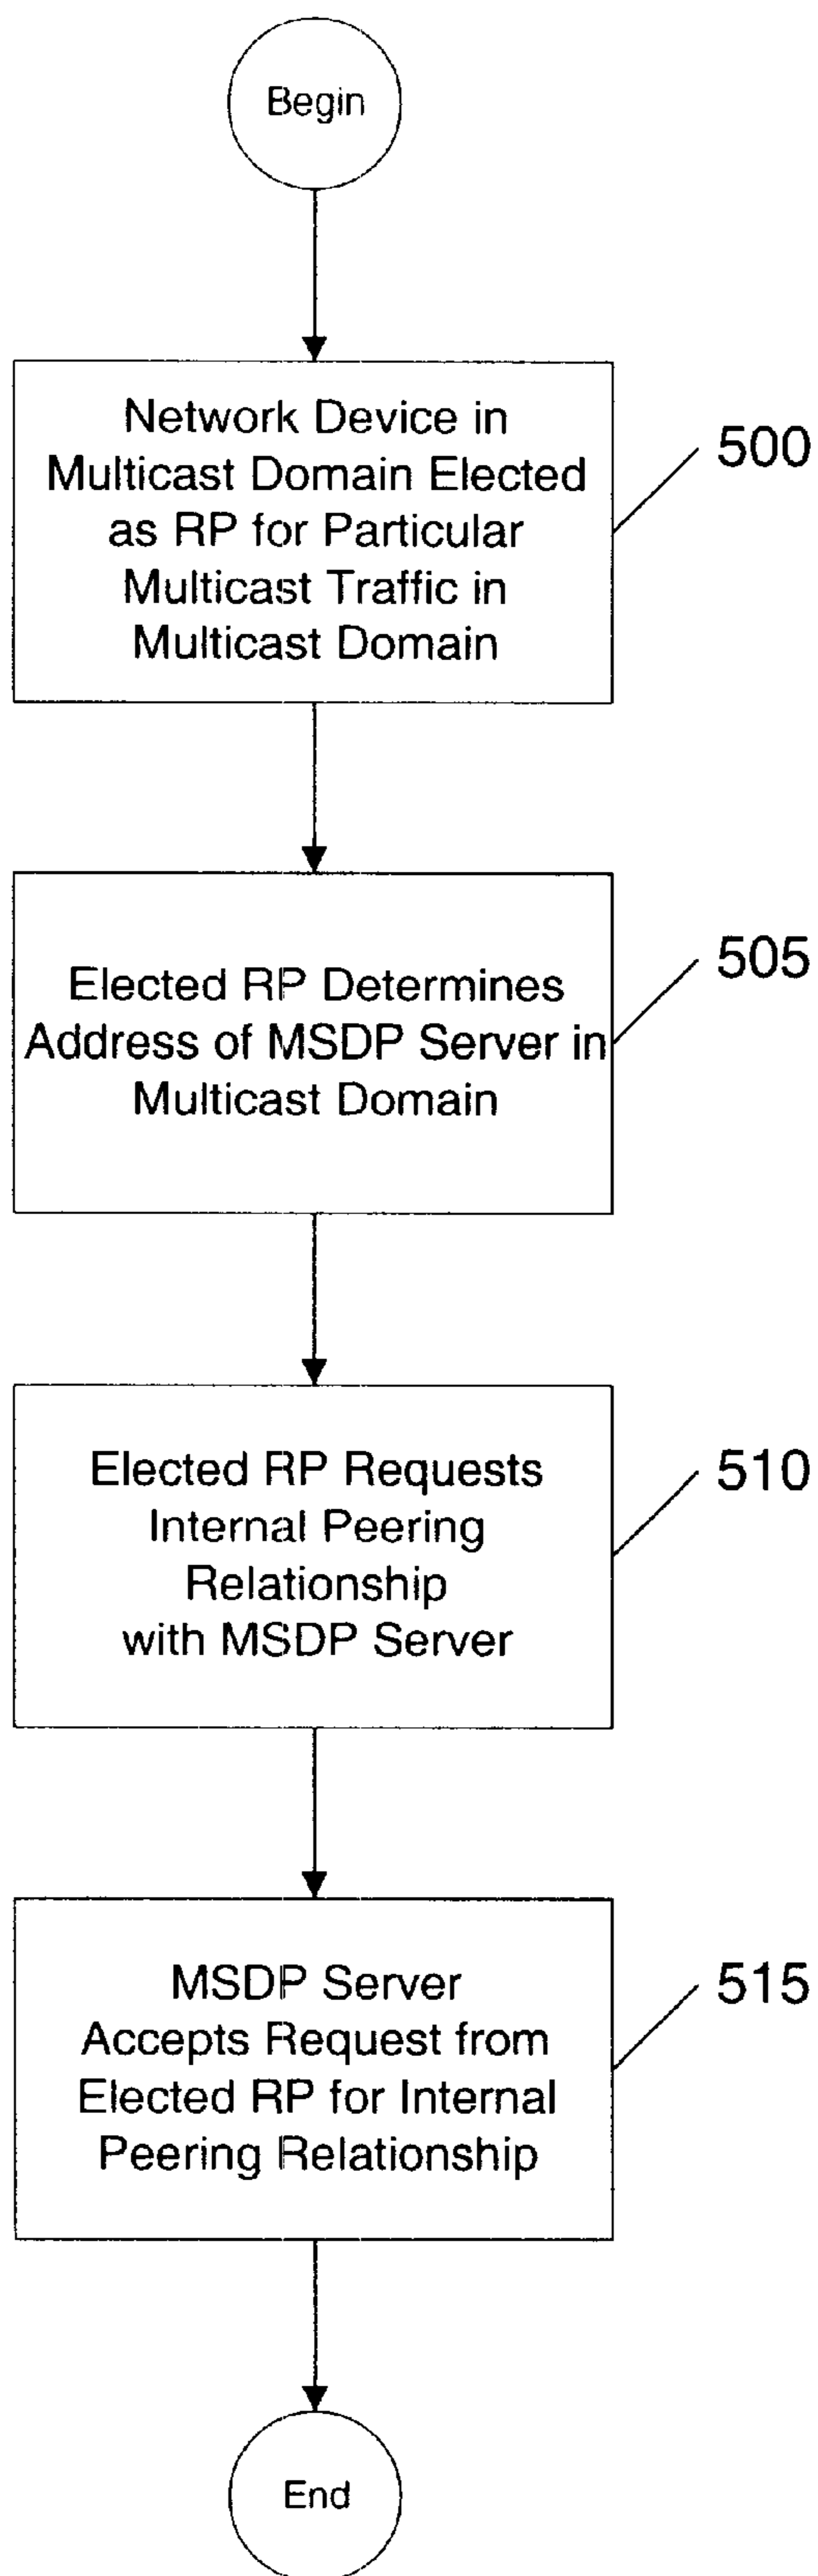 Begin
Network Device in
Multicast Domain Elected
as RP for Particular
Multicast Traffic in
Multicast Domain
500
Elected RP Determines
Address of MSDP Server in
Multicast Domain
505
Elected RP Requests
Internal Peering
Relationship
with MSDP Server
510
MSDP Server
Accepts Request from
Elected RP for Internal
Peering Relationship
515
End